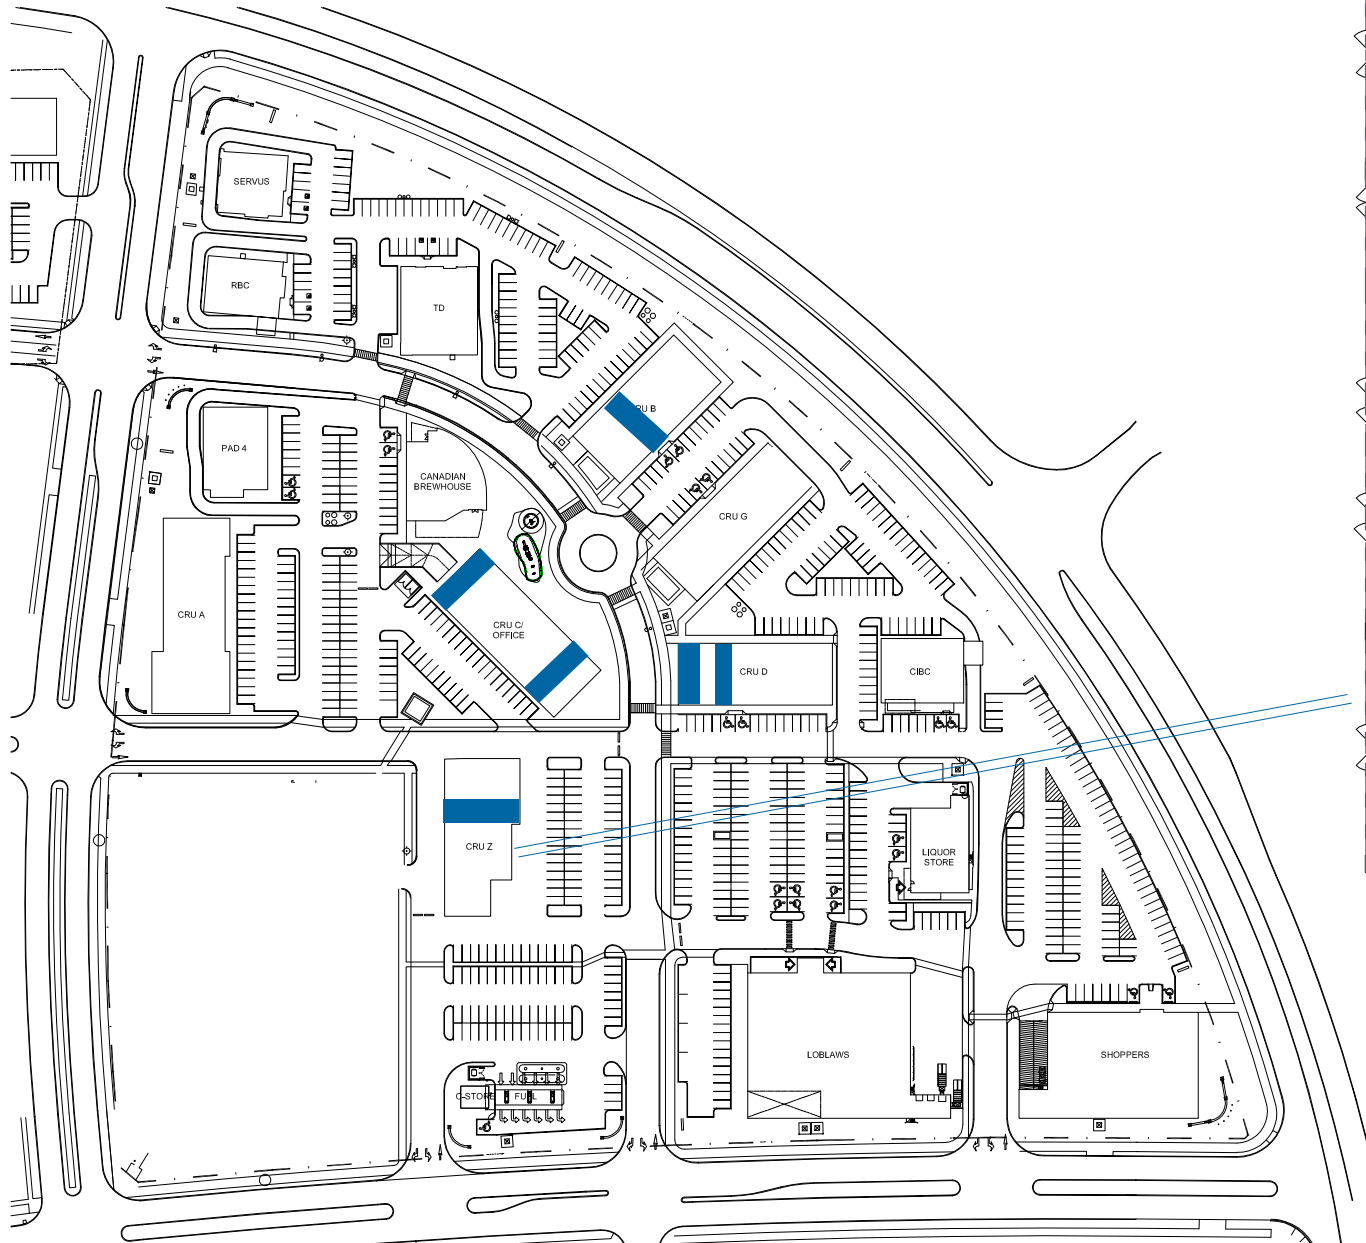 SERVUS
RBC
TD
RU B
PAD 4
CANADIAN
BREWHOUSE
CRU G
CRU A
CRU C/
OFFICE
CRU D
CIBC
CRU Z
LIQUOR
STORE
LOBLAWS
SHOPPERS
C-STORE
FUEL